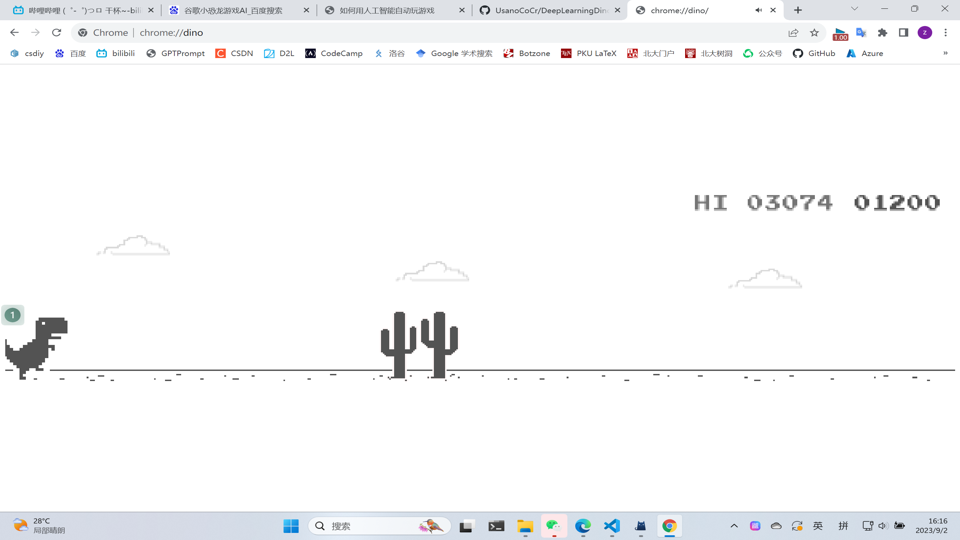 哔哩哔哩 (゜-゜)つロ 干杯~-bili
谷歌小恐龙游戏AI_百度搜索
如何用人工智能自动玩游戏
UsanoCoCr/DeepLearningDin
chrome://dino/
Chrome
chrome://dino
1.00
z
csdiy
百度
bilibili
GPTPrompt
CSDN
D2L
CodeCamp
洛谷
Google 学术搜索
Botzone
PKU LaTeX
北大门户
北大树洞
公众号
GitHub
Azure
»
HI 03074 01200
1
28°C
局部晴朗
搜索
英
拼
16:16
2023/9/2